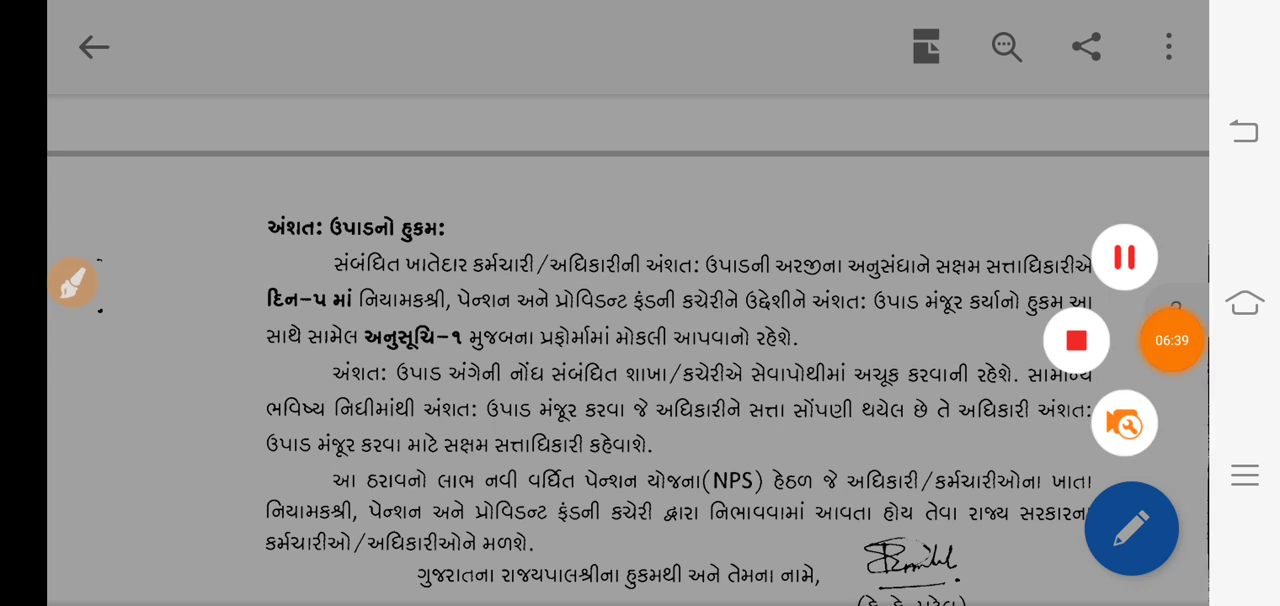 અંશત: ઉપાડનો હુકમ:
સંબંધિત ખાતેદાર કર્મચારી/અધિકારીની અંશત: ઉપાડની અરજીના અનુસંધાને સક્ષમ સત્તાધિકારીએ
દિન-૫ માં નિયામકશ્રી, પેન્શન અને પ્રોવિડન્ટ ફંડની કચેરીને ઉદ્દેશીને અંશત: ઉપાડ મંજૂર કર્યાનો હુકમ આ
સાથે સામેલ અનુસૂચિ-૧ મુજબના પ્રફોર્મામાં મોકલી આપવાનો રહેશે.
06:39
અંશત: ઉપાડ અંગેની નોંધ સંબંધિત શાખા/કચેરીએ સેવાપોથીમાં અચૂક કરવાની રહેશે. સામાન્ય
ભવિષ્ય નિધીમાંથી અંશત: ઉપાડ મંજૂર કરવા જે અધિકારીને સત્તા સોંપણી થયેલ છે તે અધિકારી અંશત:
ઉપાડ મંજૂર કરવા માટે સક્ષમ સત્તાધિકારી કહેવાશે.
આ ઠરાવનો લાભ નવી વર્ધિત પેન્શન યોજના(NPS) હેઠળ જે અધિકારી/કર્મચારીઓના ખાતા
નિયામકશ્રી, પેન્શન અને પ્રોવિડન્ટ ફંડની કચેરી દ્વારા નિભાવવામાં આવતા હોય તેવા રાજ્ય સરકારના
કર્મચારીઓ/અધિકારીઓને મળશે.
ગુજરાતના રાજયપાલશ્રીના હુકમથી અને તેમના નામે,